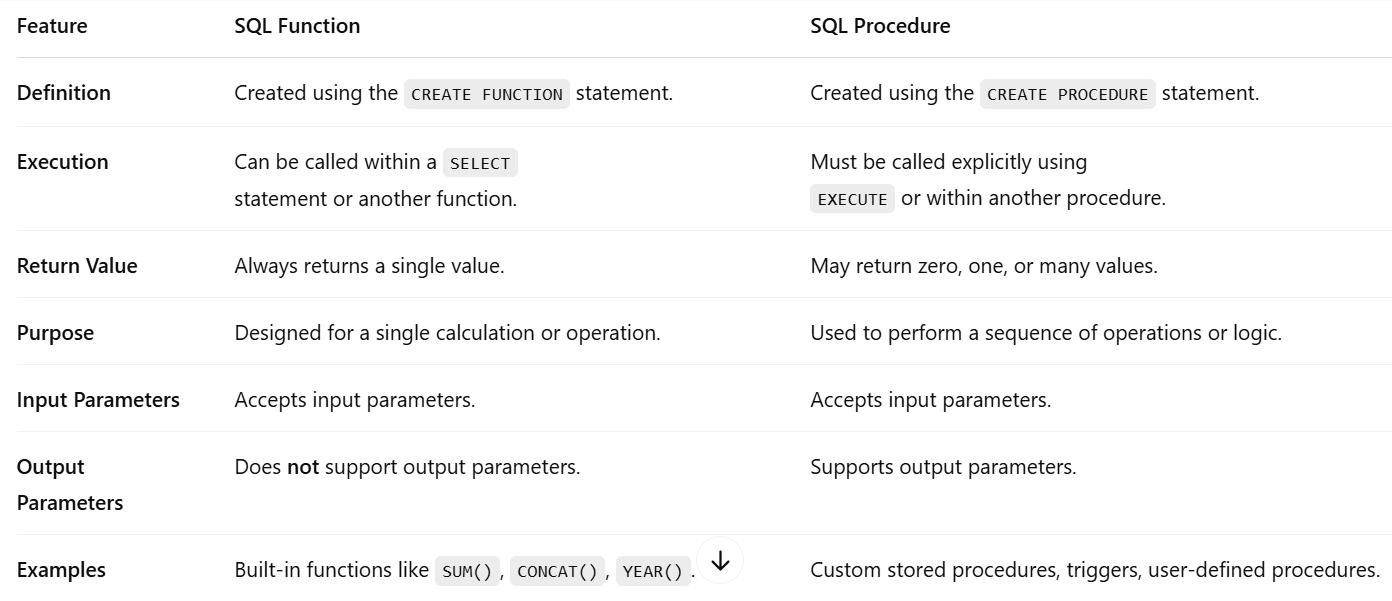 Feature SQL Function SQL Procedure
Definition Created using the CREATE FUNCTION statement. Created using the CREATE PROCEDURE statement.
Execution Can be called within a SELECT Must be called explicitly using
statement or another function. EXECUTE or within another procedure.
Return Value Always returns a single value. May return zero, one, or many values.
Purpose Designed for a single calculation or operation. Used to perform a sequence of operations or logic.
Input Parameters Accepts input parameters. Accepts input parameters.
Output Does not support output parameters. Supports output parameters.
Parameters
Examples Built-in functions like SUM(), CONCAT(), YEAR(). Custom stored procedures, triggers, user-defined procedures.